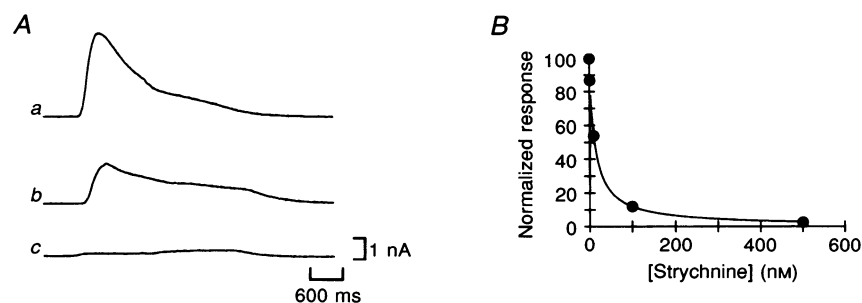 A
a
b
c
1 nA
600 ms
B
Normalized response
100
80
60
40
20
0
0
200
400
600
[Strychnine] (nM)